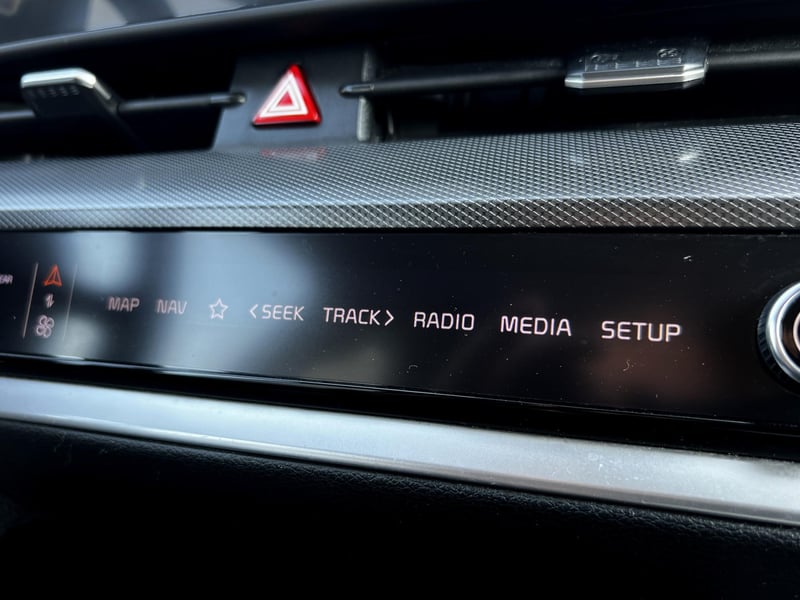 MAP NAV ☆ <SEEK TRACK> RADIO MEDIA SETUP